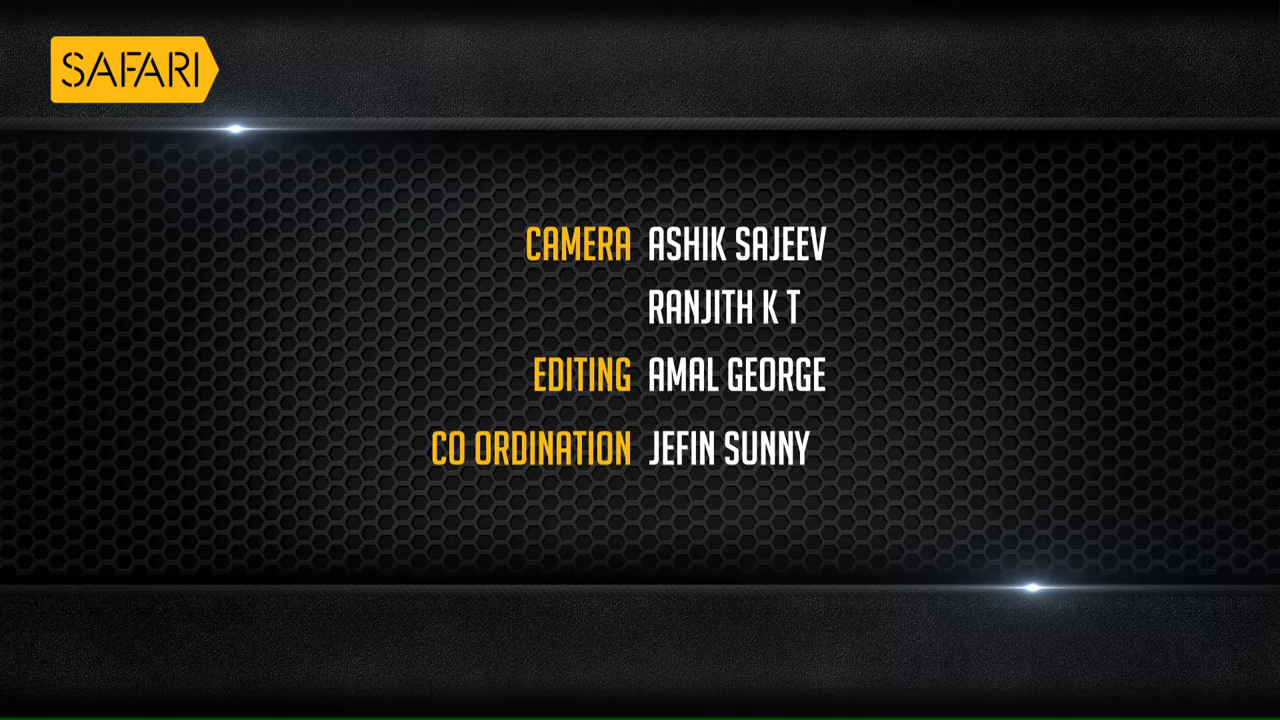 SAFARI
CAMERA ASHIK SAJEEV
RANJITH K T
EDITING AMAL GEORGE
CO ORDINATION JEFIN SUNNY